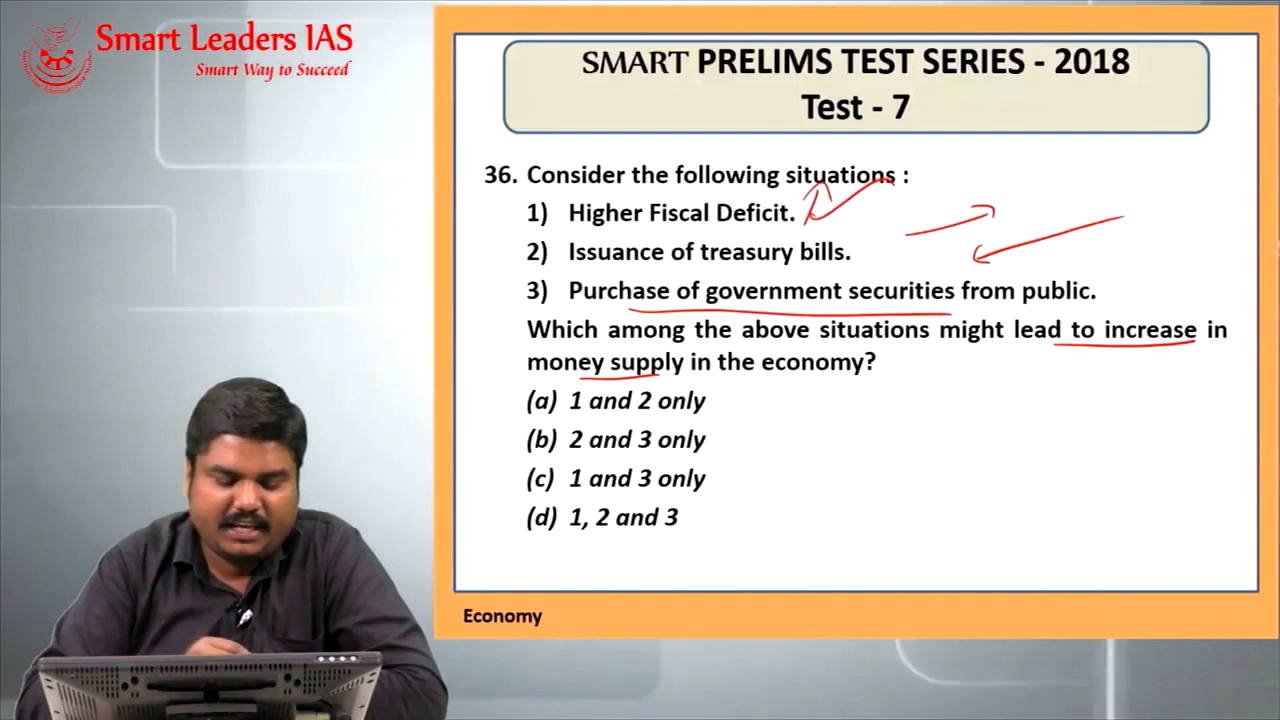 Smart Leaders IAS
Smart Way to Succeed
SMART PRELIMS TEST SERIES - 2018
Test - 7
36. Consider the following situations :
1) Higher Fiscal Deficit.
2) Issuance of treasury bills.
3) Purchase of government securities from public.
Which among the above situations might lead to increase in
money supply in the economy?
(a) 1 and 2 only
(b) 2 and 3 only
(c) 1 and 3 only
(d) 1, 2 and 3
Economy